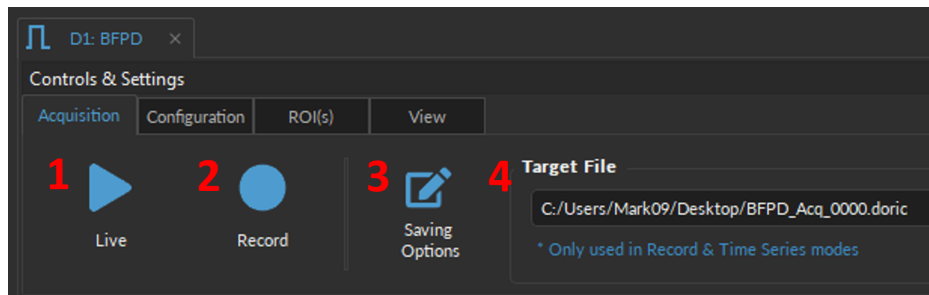 D1: BFPD ×
Controls & Settings
Acquisition Configuration ROI(s) View
1 2 3 4 Target File
C:/Users/Mark09/Desktop/BFPD_Acq_0000.doric
Live Record Saving
Options
* Only used in Record & Time Series modes